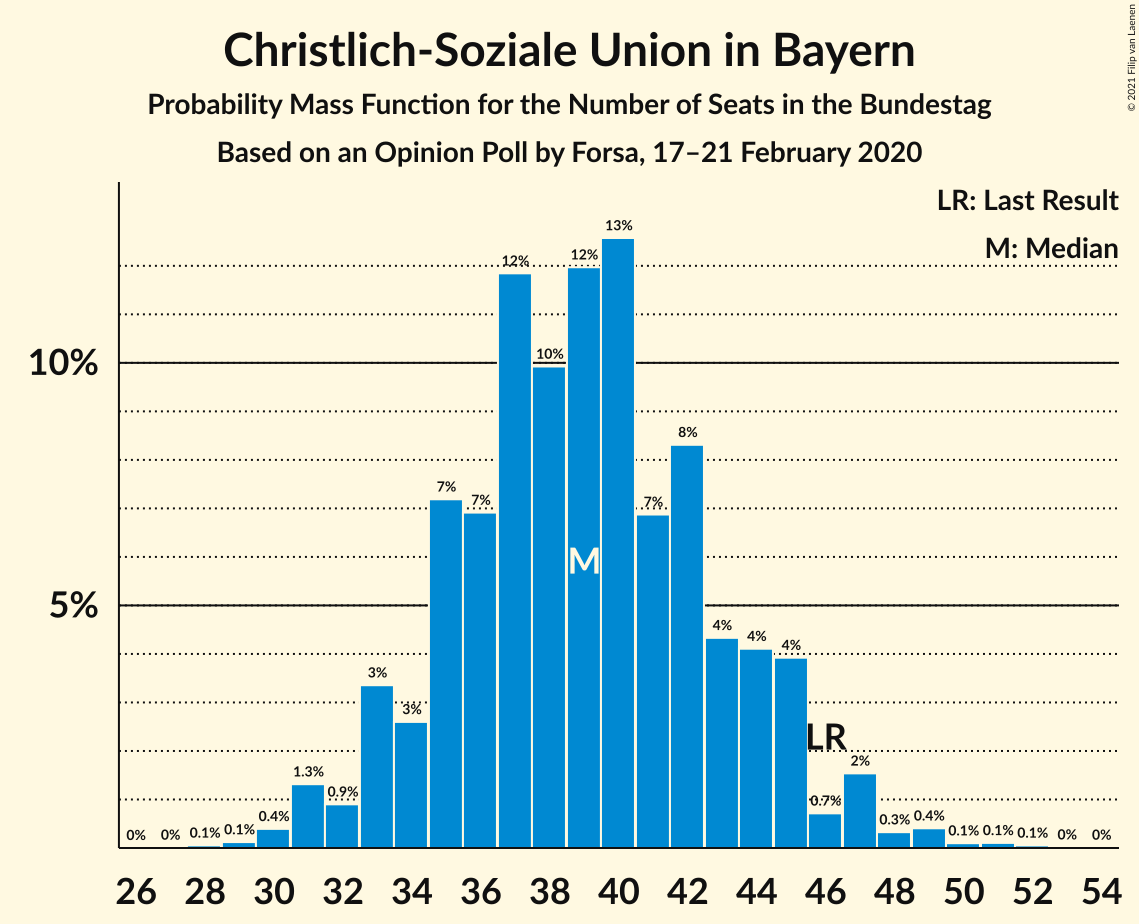 Christlich-Soziale Union in Bayern
Probability Mass Function for the Number of Seats in the Bundestag
Based on an Opinion Poll by Forsa, 17–21 February 2020
© 2021 Filip van Laenen
LR: Last Result
M: Median
10%
5%
0% 0% 0.1% 0.1% 0.4% 1.3% 0.9% 3% 3% 7% 7% 12% 10% 12% 13% 7% 8% 4% 4% 4% 0.7% 2% 0.3% 0.4% 0.1% 0.1% 0.1% 0% 0%
M
LR
26 28 30 32 34 36 38 40 42 44 46 48 50 52 54